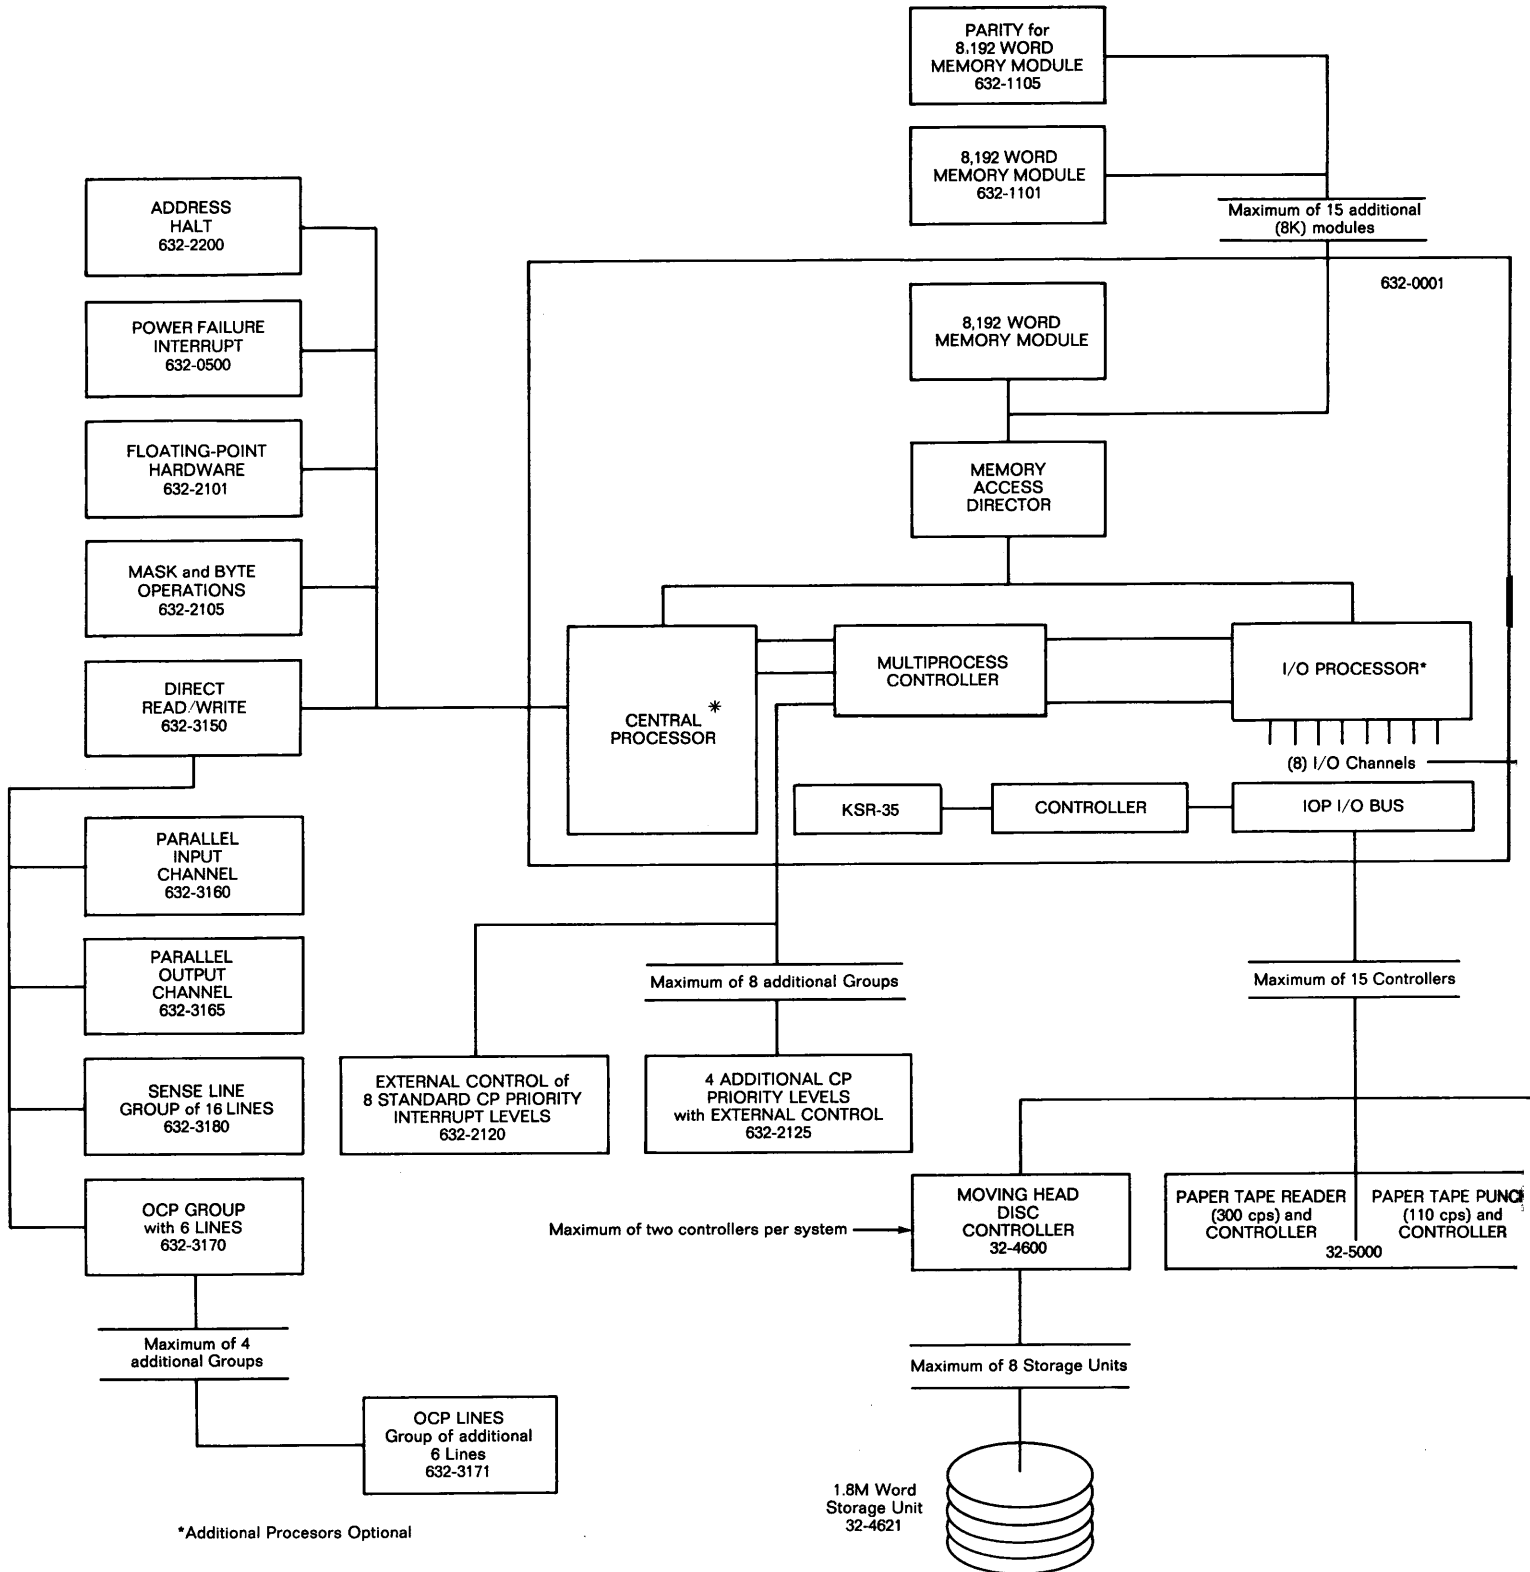 PARITY for
8,192 WORD
MEMORY MODULE
632-1105
8,192 WORD
MEMORY MODULE
632-1101
Maximum of 15 additional
(8K) modules
ADDRESS
HALT
632-2200
POWER FAILURE
INTERRUPT
632-0500
FLOATING-POINT
HARDWARE
632-2101
MASK and BYTE
OPERATIONS
632-2105
DIRECT
READ/WRITE
632-3150
632-0001
8,192 WORD
MEMORY MODULE
MEMORY
ACCESS
DIRECTOR
CENTRAL *
PROCESSOR
MULTIPROCESS
CONTROLLER
I/O PROCESSOR*
(8) I/O Channels
KSR-35
CONTROLLER
IOP I/O BUS
PARALLEL
INPUT
CHANNEL
632-3160
PARALLEL
OUTPUT
CHANNEL
632-3165
SENSE LINE
GROUP of 16 LINES
632-3180
OCP GROUP
with 6 LINES
632-3170
Maximum of 4
additional Groups
OCP LINES
Group of additional
6 Lines
632-3171
Maximum of 8 additional Groups
EXTERNAL CONTROL of
8 STANDARD CP PRIORITY
INTERRUPT LEVELS
632-2120
4 ADDITIONAL CP
PRIORITY LEVELS
with EXTERNAL CONTROL
632-2125
Maximum of 15 Controllers
Maximum of two controllers per system
MOVING HEAD
DISC
CONTROLLER
32-4600
PAPER TAPE READER
(300 cps) and
CONTROLLER
PAPER TAPE PUNC
(110 cps) and
CONTROLLER
32-5000
Maximum of 8 Storage Units
1.8M Word
Storage Unit
32-4621
*Additional Procesors Optional